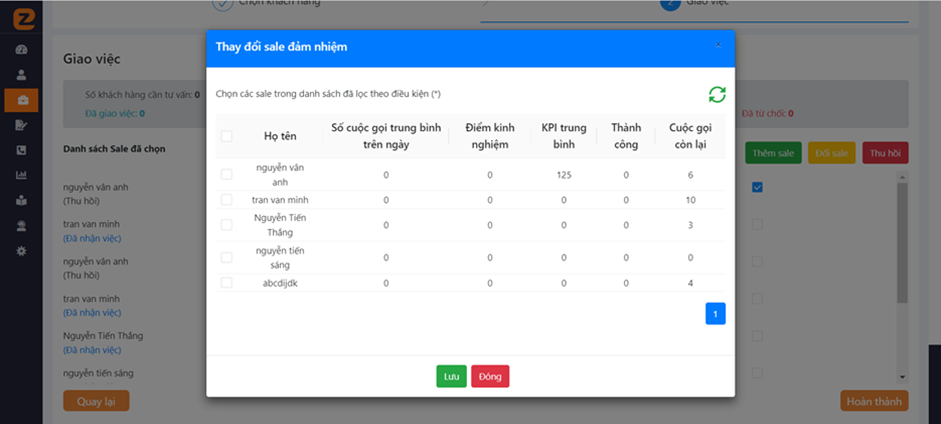 Chọn khách hàng
2 Giao việc
Thay đổi sale đảm nhiệm ×
Giao việc
Số khách hàng cần tư vấn: 0
Đã giao việc: 0
Đã từ chối: 0
Chọn các sale trong danh sách đã lọc theo điều kiện (*)
Danh sách Sale đã chọn
Thêm sale Đổi sale Thu hồi
Họ tên
Số cuộc gọi trung bình
trên ngày
Điểm kinh
nghiệm
KPI trung
bình
Thành
công
Cuộc gọi
còn lại
nguyễn vân
anh
0 0 125 0 6
tran van minh 0 0 0 0 10
Nguyễn Tiến
Thắng
0 0 0 0 3
nguyễn tiến
sáng
0 0 0 0 0
abcdijdk 0 0 0 0 4
1
Lưu Đóng
nguyễn vân anh
(Thu hồi)
tran van minh
(Đã nhận việc)
nguyễn vân anh
(Thu hồi)
tran van minh
(Đã nhận việc)
Nguyễn Tiến Thắng
(Đã nhận việc)
nguyễn tiến sáng
Quay lại
Hoàn thành